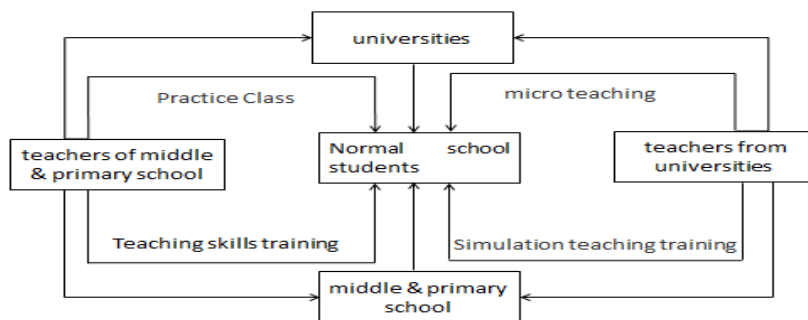 universities
Practice Class
micro teaching
teachers of middle
& primary school
Normal school
students
teachers from
universities
Teaching skills training
Simulation teaching training
middle & primary
school